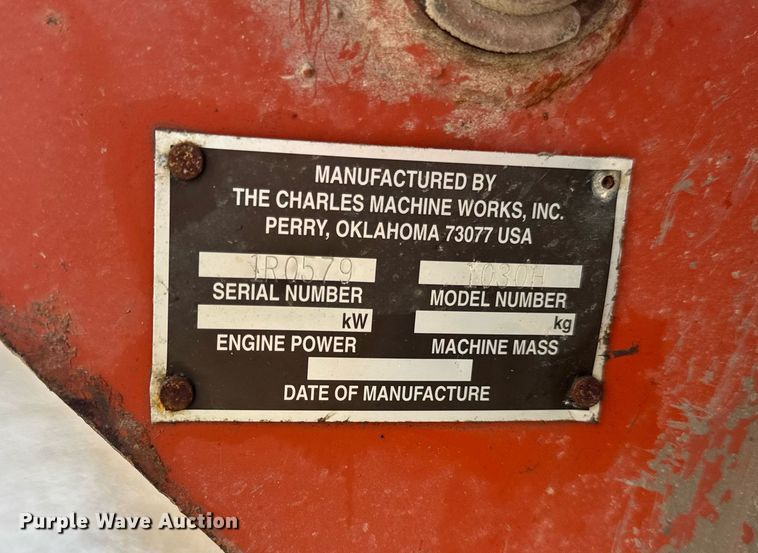 MANUFACTURED BY
THE CHARLES MACHINE WORKS, INC.
PERRY, OKLAHOMA 73077 USA
1R0579 1030H
SERIAL NUMBER MODEL NUMBER
kW kg
ENGINE POWER MACHINE MASS
DATE OF MANUFACTURE
Purple Wave Auction